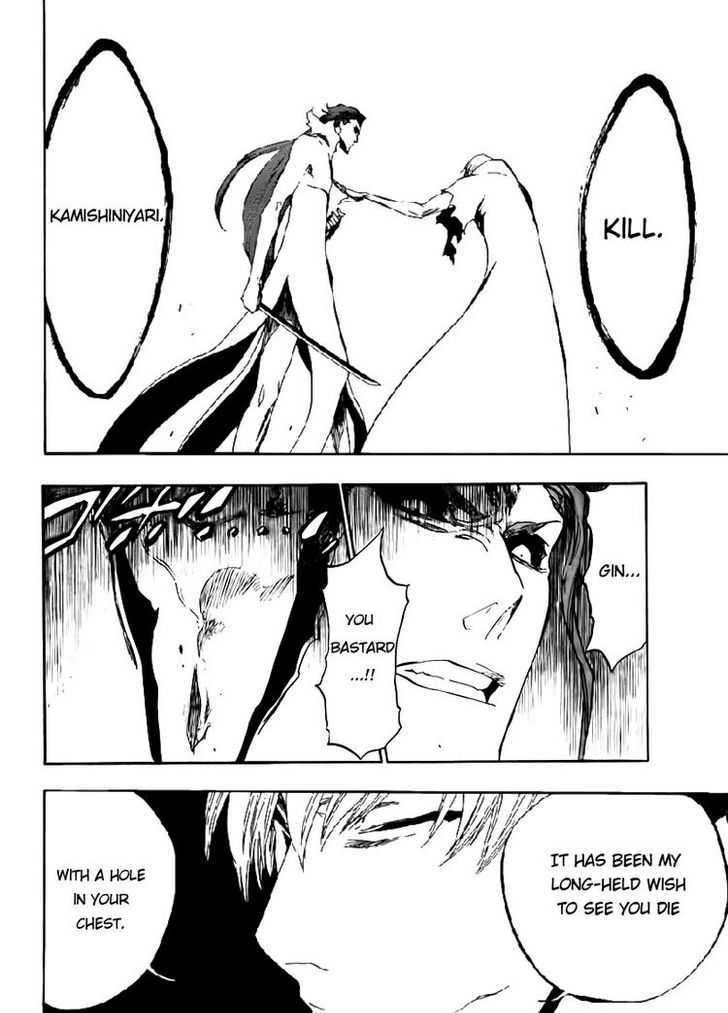 KILL.
KAMISHINIYARI.
GIN...
YOU
BASTARD
...!!
IT HAS BEEN MY
LONG-HELD WISH
TO SEE YOU DIE
WITH A HOLE
IN YOUR
CHEST.